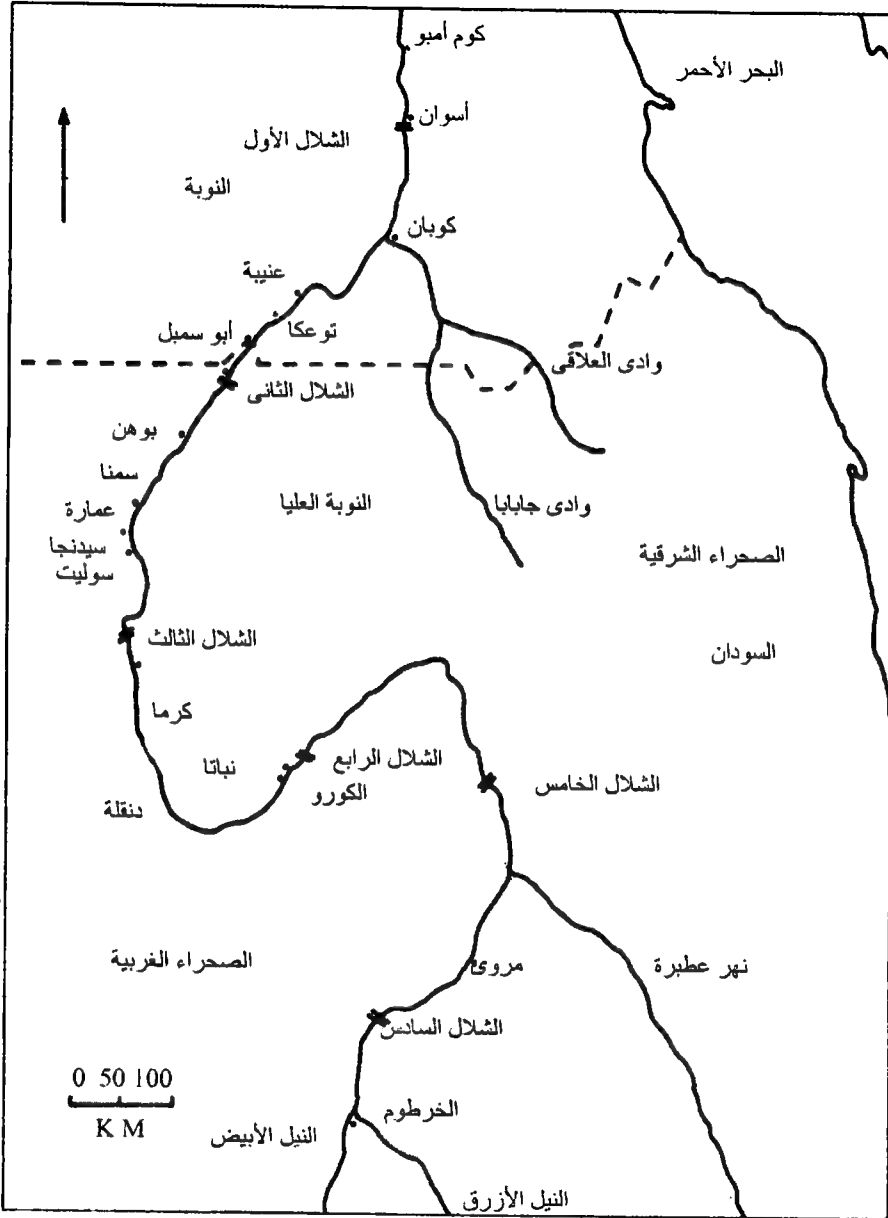 كوم أمبو
البحر الأحمر
أسوان
الشلال الأول
النوبة
كوبان
عنيبة
توعكا
أبو سمبل
وادى العلاقى
الشلال الثانى
بوهن
سمنا
النوبة العليا
وادى جابابا
عمارة
سيدنجا
الصحراء الشرقية
سوليت
الشلال الثالث
السودان
كرما
نباتا
الشلال الرابع
الشلال الخامس
الكورو
دنقلة
الصحراء الغربية
مروى
نهر عطبرة
الشلال السادس
0 50 100
K M
الخرطوم
النيل الأبيض
النيل الأزرق